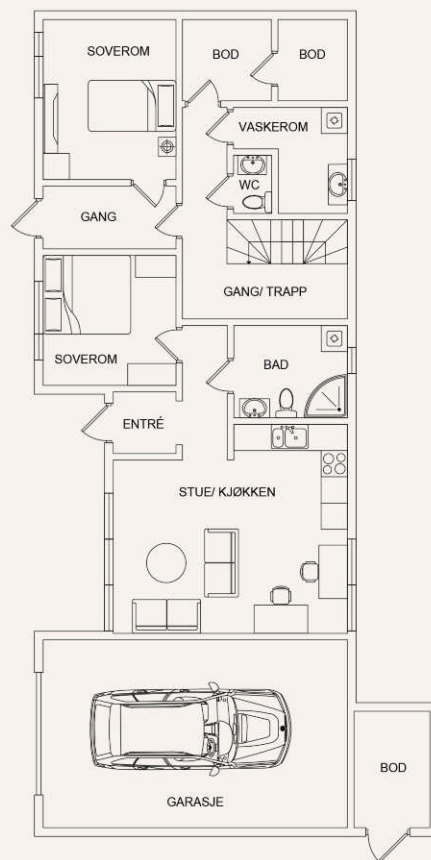 SOVEROM
BOD
BOD
VASKEROM
WC
GANG
GANG/ TRAPP
SOVEROM
BAD
ENTRÉ
STUE/ KJØKKEN
BOD
GARASJE